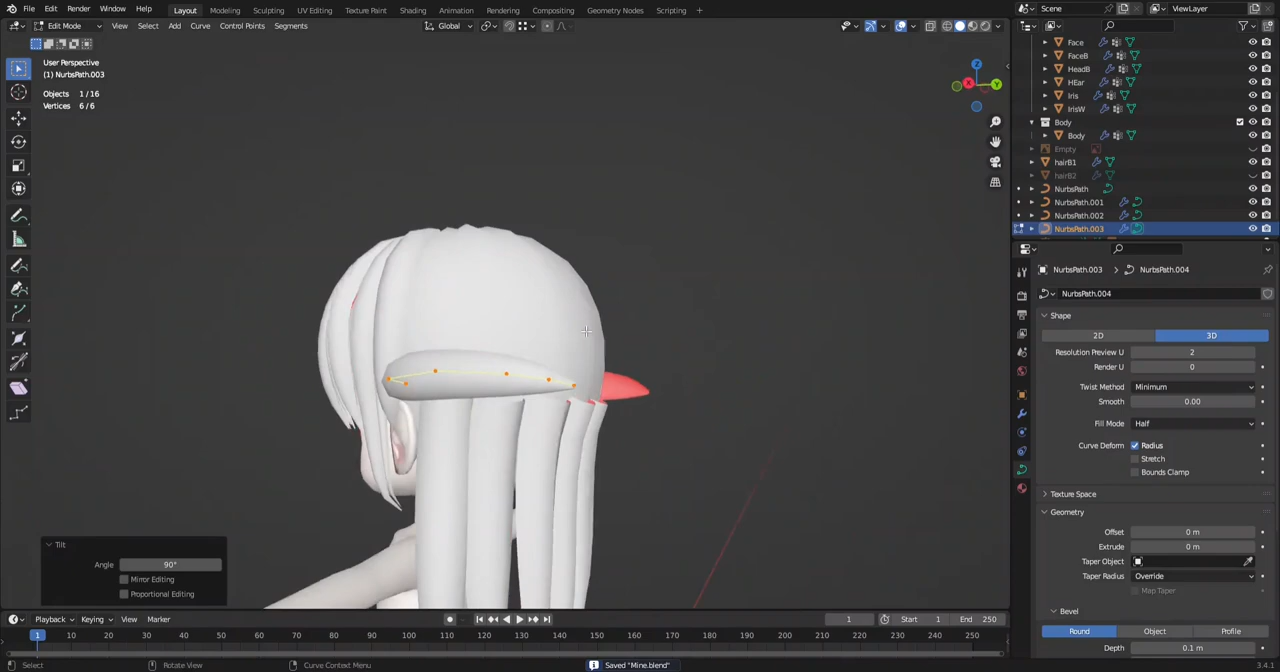 File Edit Render Window Help Layout Modeling Sculpting UV Editing Texture Paint Shading Animation Rendering Compositing Geometry Nodes Scripting + Scene ViewLayer
Edit Mode View Select Add Curve Control Points Segments Global
User Perspective
(1) NurbsPath.003
Objects 1/16
Vertices 6/6
Z
Y
X
Face
FaceB
HeadB
HEar
Iris
IrisW
Body
Body
Empty
hairB1
hairB2
NurbsPath
NurbsPath.001
NurbsPath.002
NurbsPath.003
NurbsPath.003 > NurbsPath.004
NurbsPath.004
Shape
2D 3D
Resolution Preview U 2
Render U 0
Twist Method Minimum
Smooth 0.00
Fill Mode Half
Curve Deform Radius
Stretch
Bounds Clamp
Texture Space
Geometry
Offset 0 m
Extrude 0 m
Taper Object
Taper Radius Override
Map Taper
Bevel
Round Object Profile
Depth 0.1 m
Tilt
Angle 90°
Mirror Editing
Proportional Editing
Playback Keying View Marker 1 Start 1 End 250
1 10 20 30 40 50 60 70 80 90 100 110 120 130 140 150 160 170 180 190 200 210 220 230 240 250
Select Rotate View Curve Context Menu Saved "Mine.blend" 3.4.1